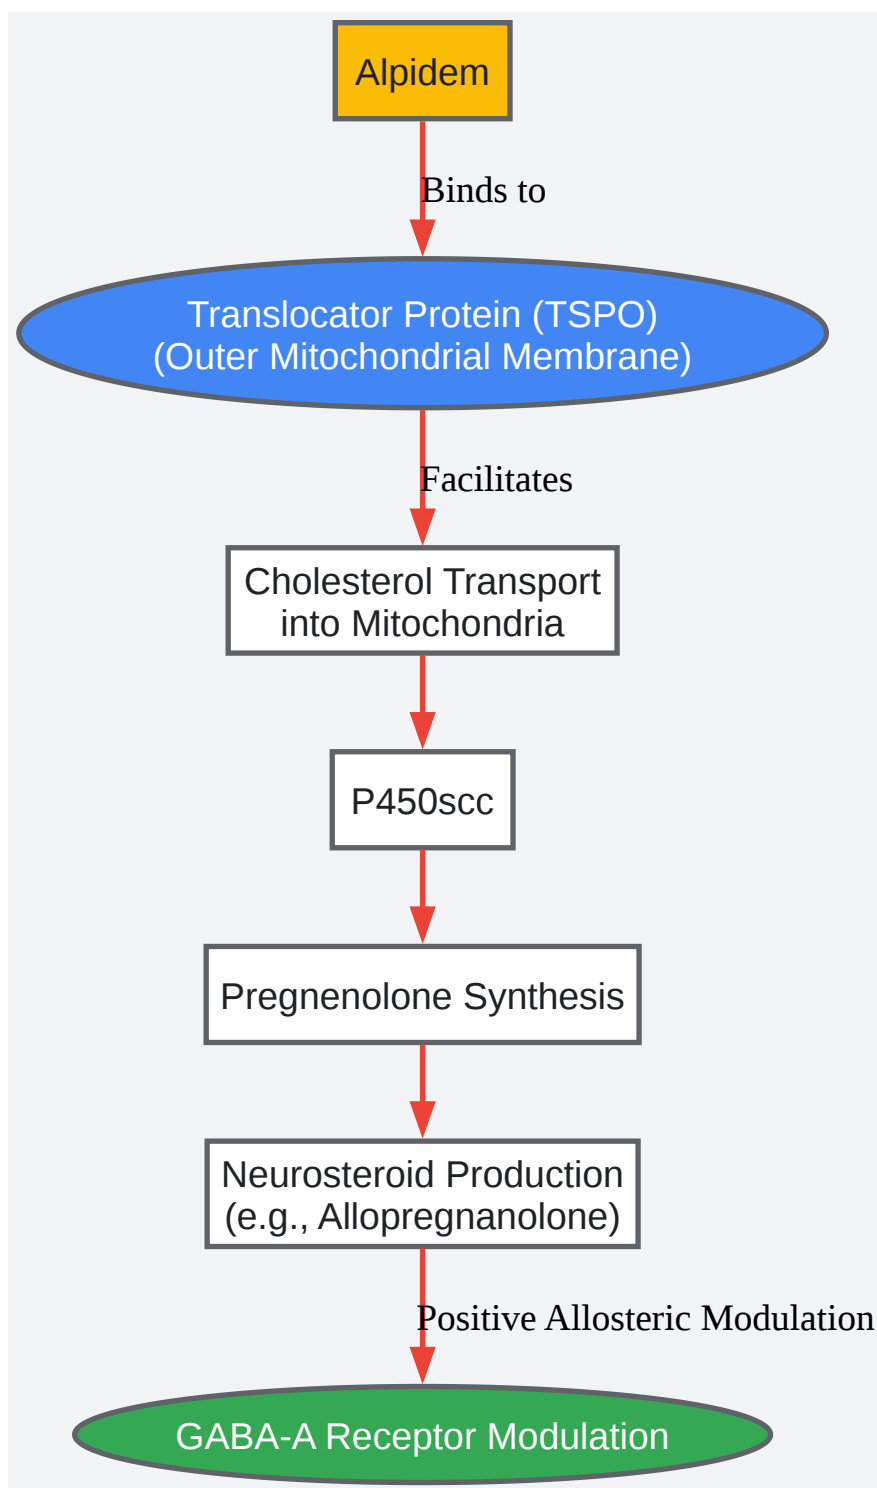 Alpidem
Binds to
Translocator Protein (TSPO)
(Outer Mitochondrial Membrane)
Facilitates
Cholesterol Transport
into Mitochondria
P450scc
Pregnenolone Synthesis
Neurosteroid Production
(e.g., Allopregnanolone)
Positive Allosteric Modulation
GABA-A Receptor Modulation